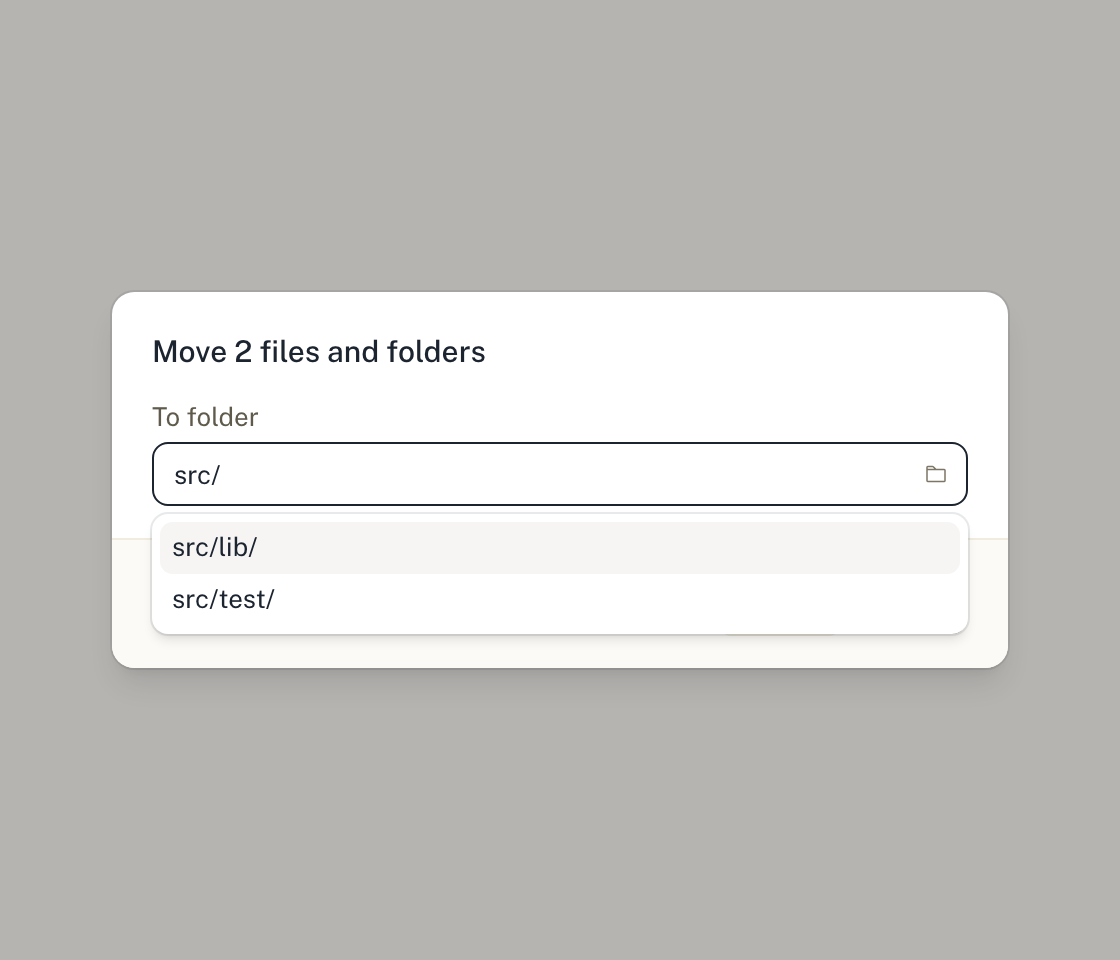 Move 2 files and folders
To folder
src/
src/lib/
src/test/